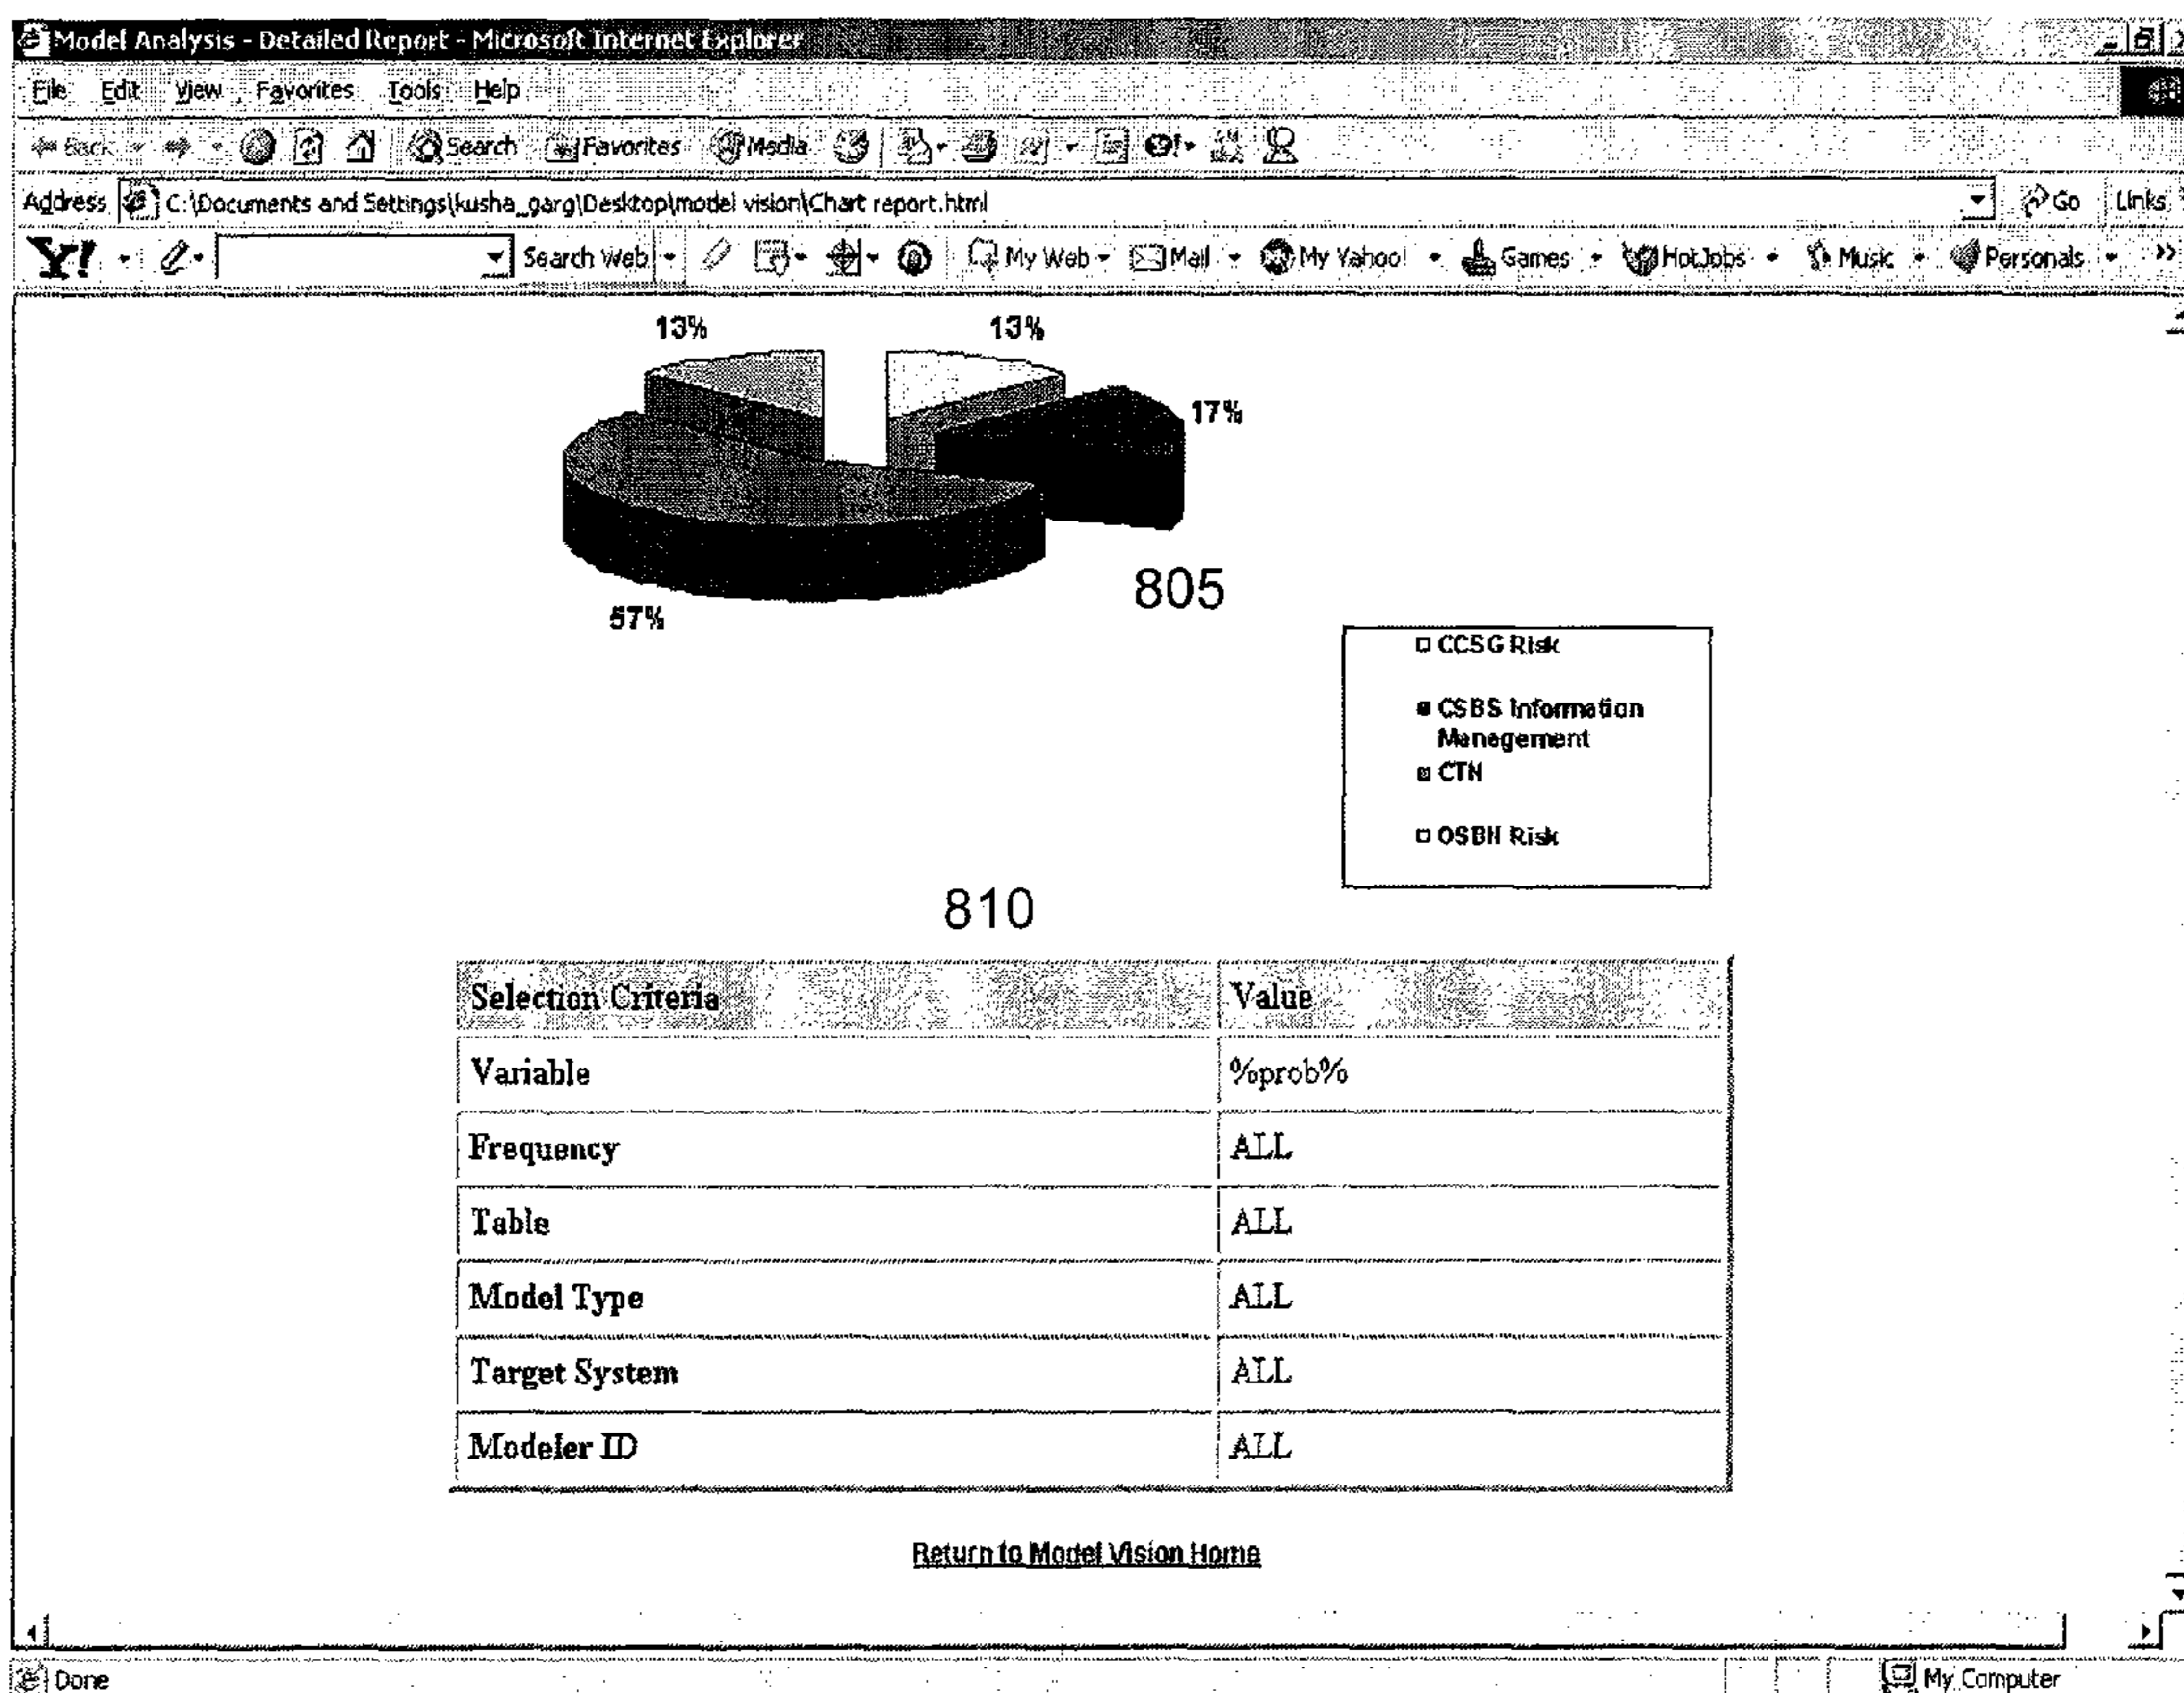 Model Analysis - Detailed Report - Microsoft Internet Explorer
File Edit View Favorites Tools Help
Back Search Favorites Media
Address C:\Documents and Settings\kusha_garg\Desktop\model vision\Chart report.html Go Links
Y! Search Web My Web Mail My Yahoo! Games HotJobs Music Personals »
13% 13%
17%
57%
805
CCSG Risk
CSBS Information
Management
CTN
OSBN Risk
810
Selection Criteria Value
Variable %prob%
Frequency ALL
Table ALL
Model Type ALL
Target System ALL
Modeler ID ALL
Return to Model Vision Home
Done My Computer